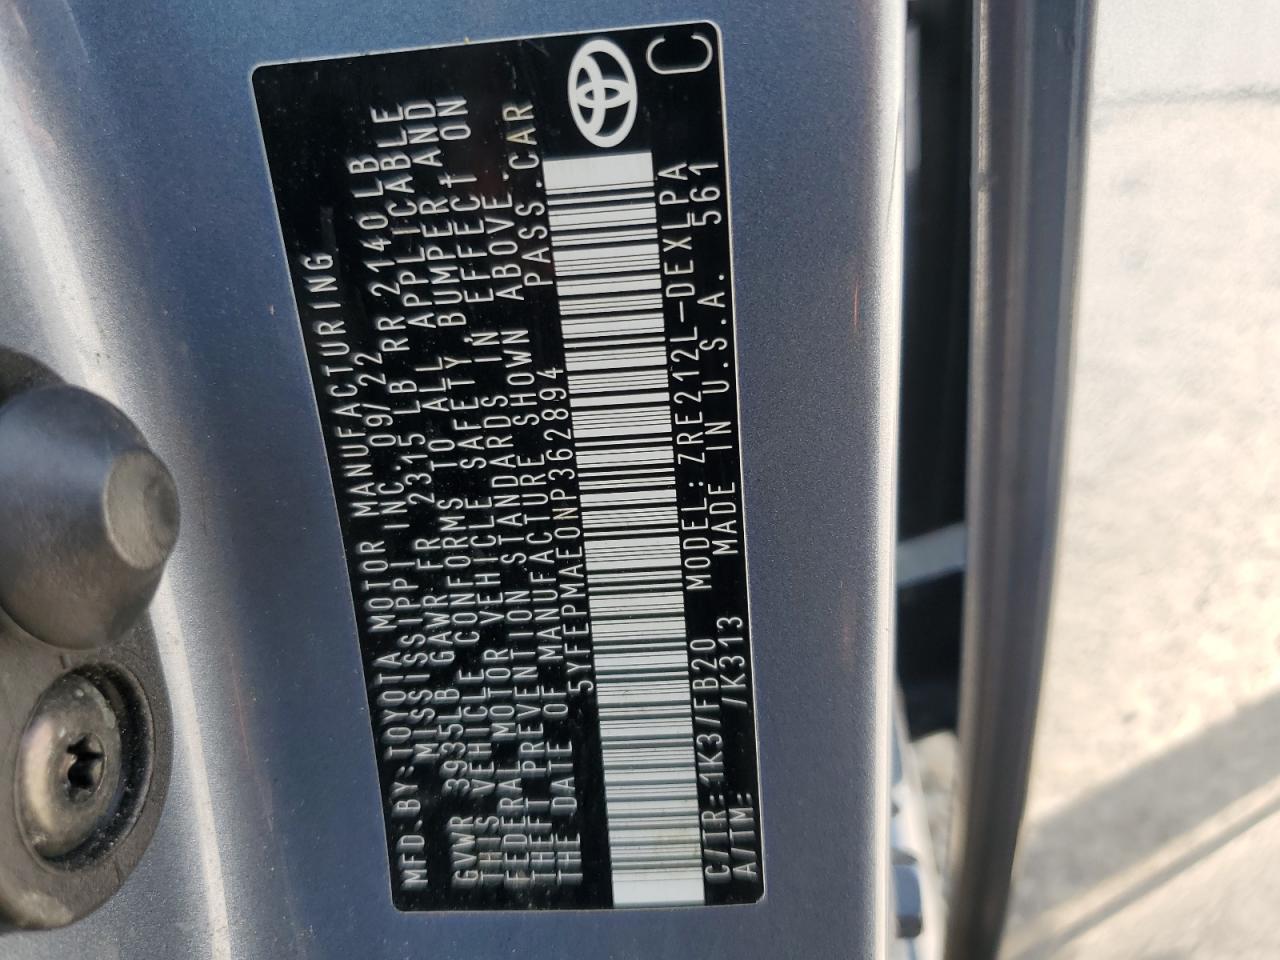 MFD.BY:TOYOTA MOTOR MANUFACTURING
MISSISSIPPI INC. 09/22
GVWR 3935LB GAWR FR 2315 LB RR 2140LB
THIS VEHICLE CONFORMS TO ALL APPLICABLE
FEDERAL MOTOR VEHICLE SAFETY, BUMPER, AND
THEFT PREVENTION STANDARDS IN EFFECT ON
THE DATE OF MANUFACTURE SHOWN ABOVE.
5YFEPMAE0NP362894 PASS.CAR
C/TR: 1K3/FB20 MODEL: ZRE212L-DEXLPA
A/TM: /K313 MADE IN U.S.A. 561
C